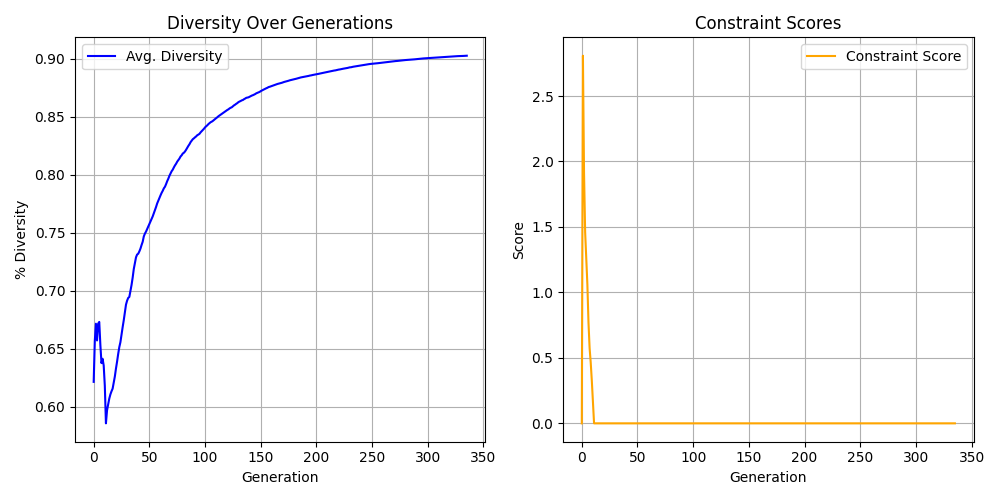 Diversity Over Generations
Avg. Diversity
% Diversity
0.90
0.85
0.80
0.75
0.70
0.65
0.60
0 50 100 150 200 250 300 350
Generation
Constraint Scores
Constraint Score
Score
2.5
2.0
1.5
1.0
0.5
0.0
0 50 100 150 200 250 300 350
Generation